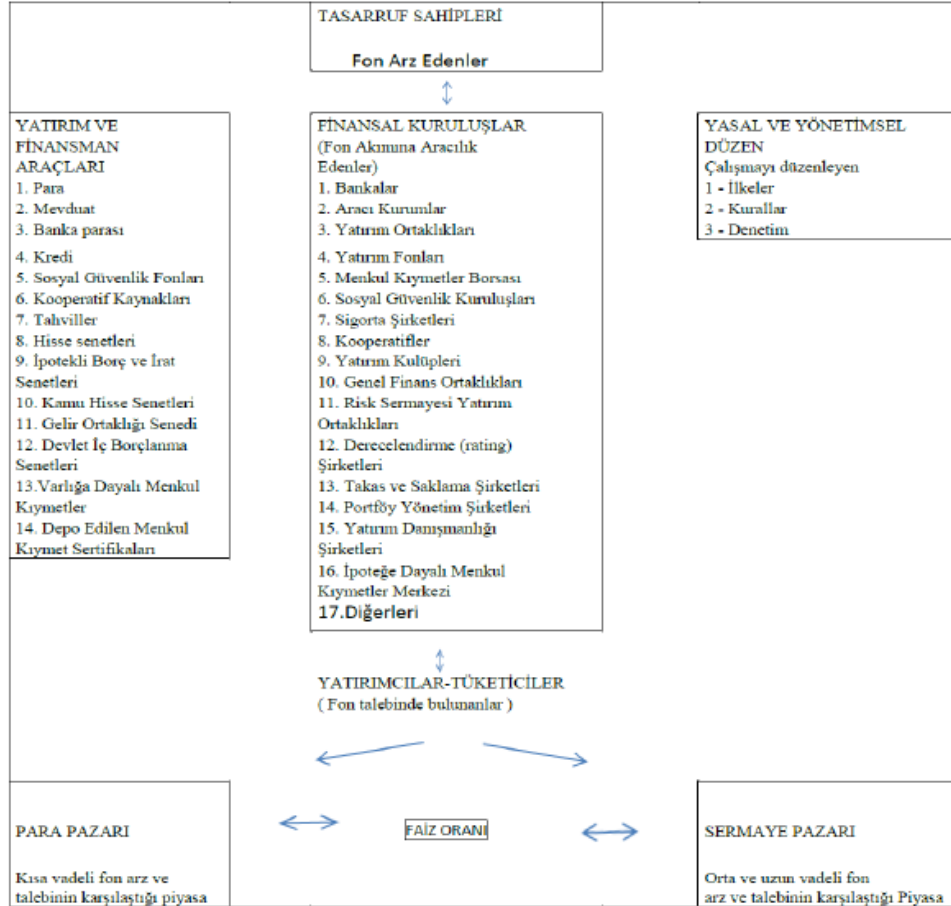 TASARRUF SAHİPLERİ
Fon Arz Edenler
YATIRIM VE
FİNANSMAN
ARAÇLARI
1. Para
2. Mevduat
3. Banka parası
4. Kredi
5. Sosyal Güvenlik Fonları
6. Kooperatif Kaynakları
7. Tahviller
8. Hisse senetleri
9. İpotekli Borç ve İrat
Senetleri
10. Kamu Hisse Senetleri
11. Gelir Ortaklığı Senedi
12. Devlet İç Borçlanma
Senetleri
13.Varlığa Dayalı Menkul
Kıymetler
14. Depo Edilen Menkul
Kıymet Sertifikaları
FİNANSAL KURULUŞLAR
(Fon Akımına Aracılık
Edenler)
1. Bankalar
2. Aracı Kurumlar
3. Yatırım Ortaklıkları
4. Yatırım Fonları
5. Menkul Kıymetler Borsası
6. Sosyal Güvenlik Kuruluşları
7. Sigorta Şirketleri
8. Kooperatifler
9. Yatırım Kulüpleri
10. Genel Finans Ortaklıkları
11. Risk Sermayesi Yatırım
Ortaklıkları
12. Derecelendirme (rating)
Şirketleri
13. Takas ve Saklama Şirketleri
14. Portföy Yönetim Şirketleri
15. Yatırım Danışmanlığı
Şirketleri
16. İpoteğe Dayalı Menkul
Kıymetler Merkezi
17.Diğerleri
YASAL VE YÖNETİMSEL
DÜZEN
Çalışmayı düzenleyen
1 - İlkeler
2 - Kurallar
3 - Denetim
YATIRIMCILAR-TÜKETİCİLER
( Fon talebinde bulunanlar )
PARA PAZARI
Kısa vadeli fon arz ve
talebinin karşılaştığı piyasa
FAİZ ORANI
SERMAYE PAZARI
Orta ve uzun vadeli fon
arz ve talebinin karşılaştığı Piyasa